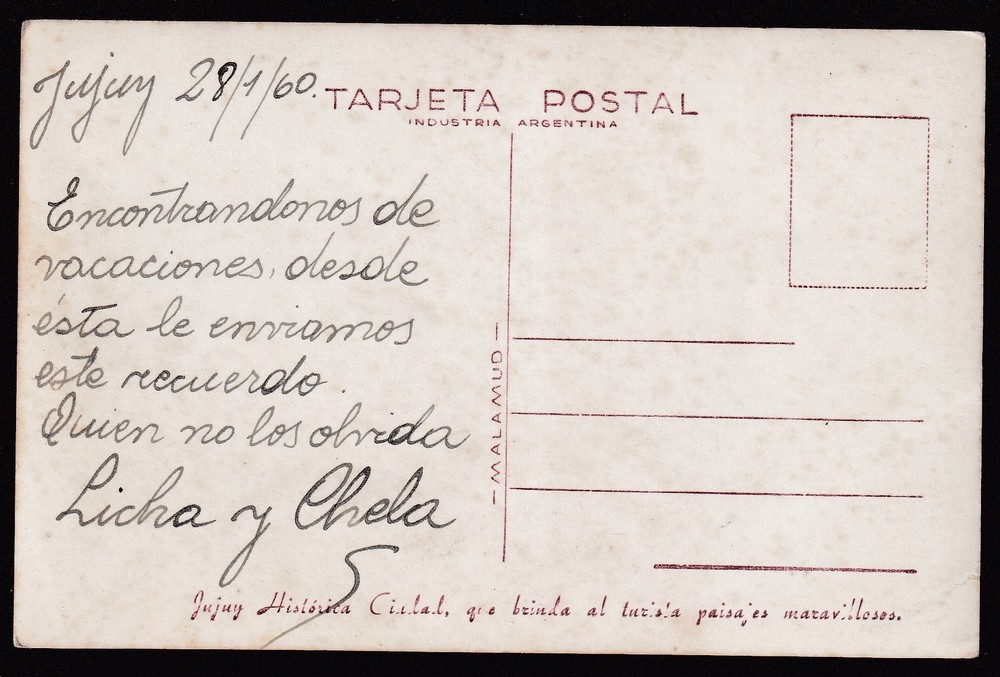 Jujuy 28/1/60.
TARJETA POSTAL
INDUSTRIA ARGENTINA
Encontrandonos de
vacaciones, desde
ésta le enviamos
este recuerdo.
Quien no los olvida
Licha y Chela
— MALAMUD —
Jujuy Histórica Ciudad, que brinda al turista paisajes maravillosos.